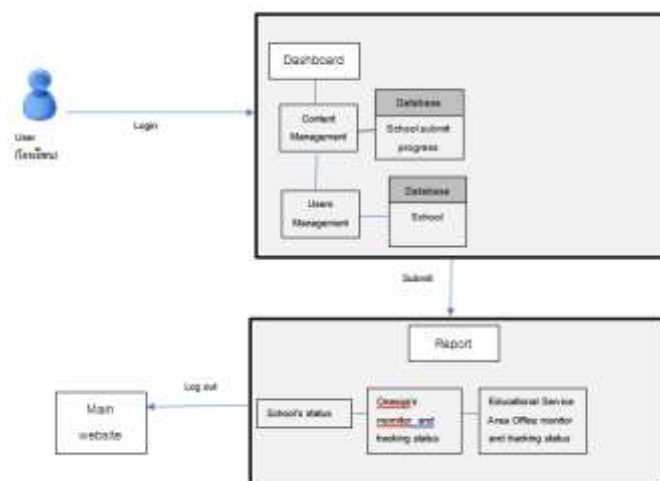 Dashboard
Database
Content
Management
School submit
progress
Login
User
(โรงเรียน)
Database
Users
Management
School
Submit
Report
Log out
Main
website
School's status
monitor and
tracking status
Educational Service
Area Office monitor
and tracking status